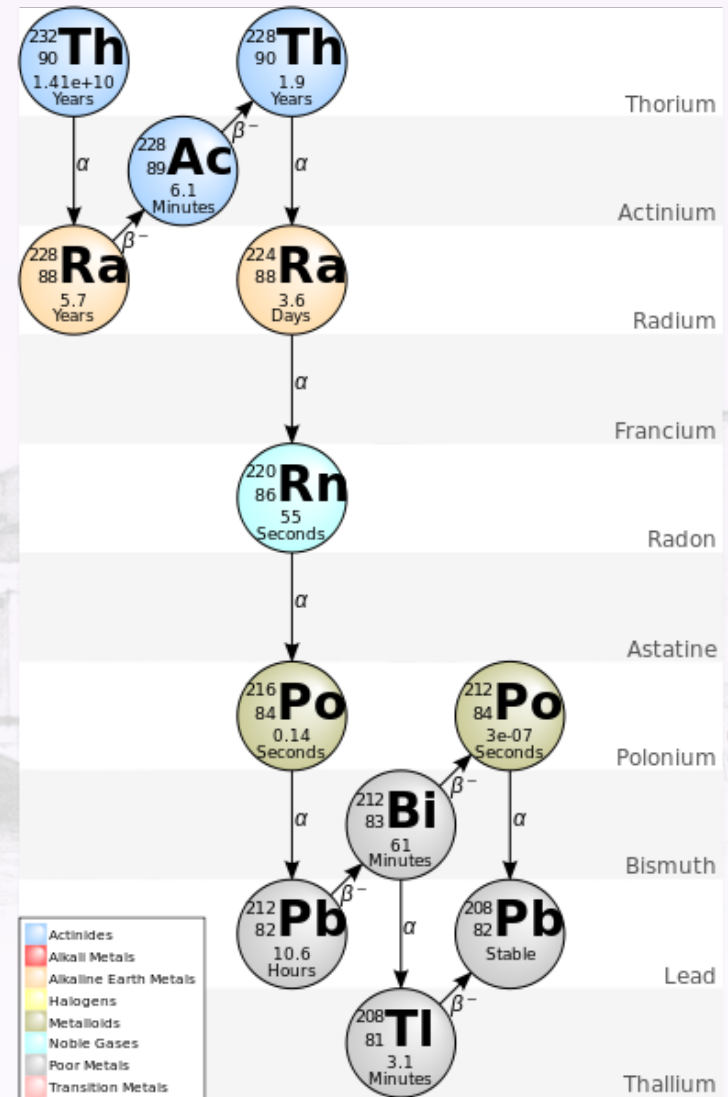 232 90 Th
1.41e+10
Years
228 90 Th
1.9
Years
Thorium
β⁻
228 89 Ac
6.1
Minutes
α
α
Actinium
β⁻
228 88 Ra
5.7
Years
224 88 Ra
3.6
Days
Radium
α
Francium
220 86 Rn
55
Seconds
Radon
α
Astatine
216 84 Po
0.14
Seconds
212 84 Po
3e-07
Seconds
Polonium
β⁻
212 83 Bi
61
Minutes
α
α
Bismuth
β⁻
212 82 Pb
10.6
Hours
α
208 82 Pb
Stable
Lead
β⁻
208 81 Tl
3.1
Minutes
Thallium
Actinides
Alkali Metals
Alkaline Earth Metals
Halogens
Metalloids
Noble Gases
Poor Metals
Transition Metals